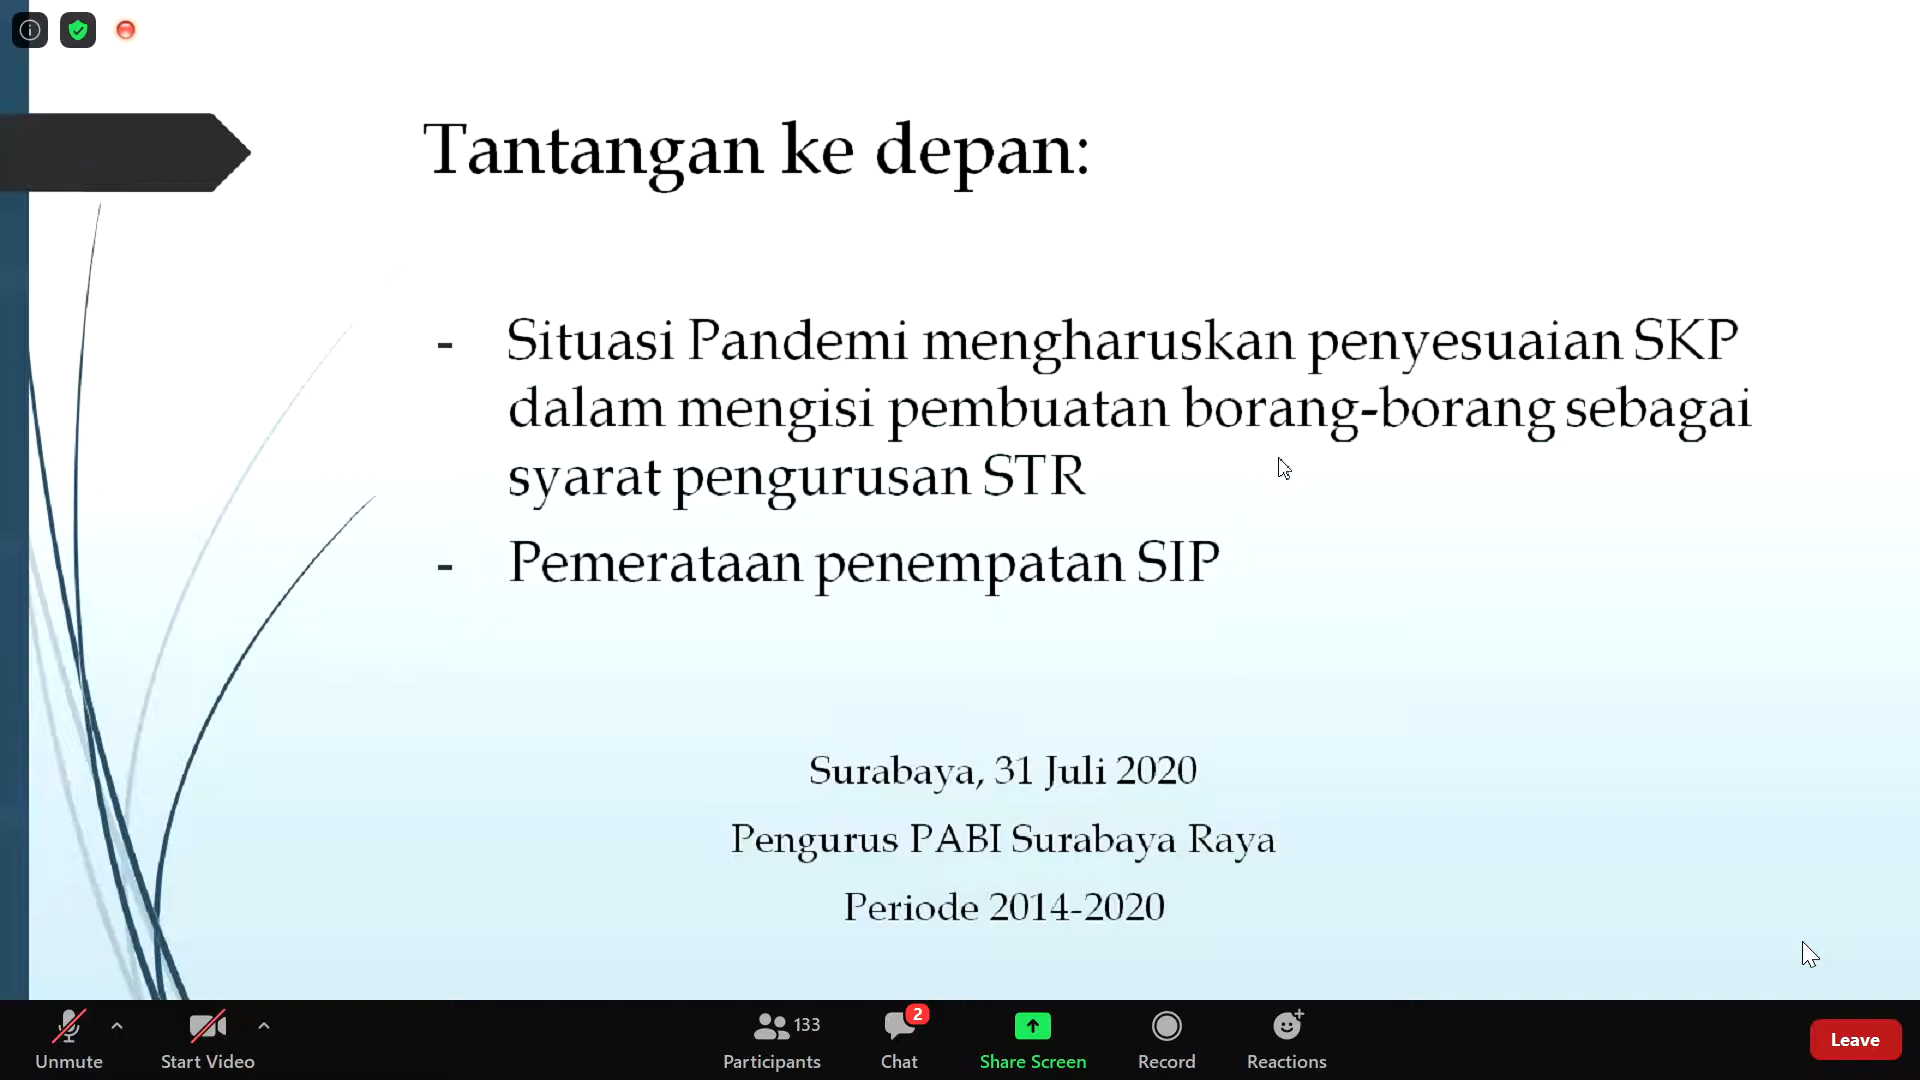 Tantangan ke depan:
- Situasi Pandemi mengharuskan penyesuaian SKP
dalam mengisi pembuatan borang-borang sebagai
syarat pengurusan STR
- Pemerataan penempatan SIP
Surabaya, 31 Juli 2020
Pengurus PABI Surabaya Raya
Periode 2014-2020
Unmute
Start Video
133
Participants
2
Chat
Share Screen
Record
Reactions
Leave